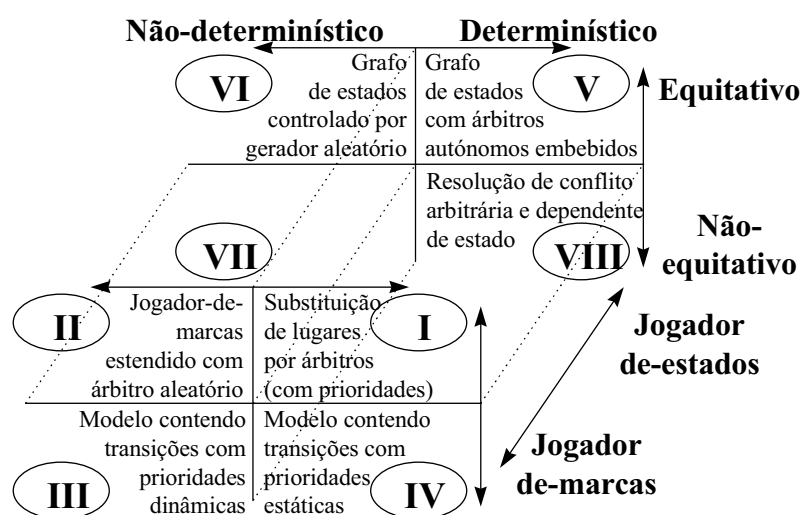 Não-determinístico
Determinístico
VI
Grafo
de estados
controlado por
gerador aleatório
Grafo
de estados
com árbitros
autónomos embebidos
V
Equitativo
Resolução de conflito
arbitrária e dependente
de estado
VII
VIII
Não-
equitativo
II
Jogador-de-
marcas
estendido com
árbitro aleatório
Substituição
de lugares
por árbitros
(com prioridades)
I
Jogador
de-estados
Modelo contendo
transições com
prioridades
dinâmicas
III
Modelo contendo
transições com
prioridades
estáticas
IV
Jogador
de-marcas